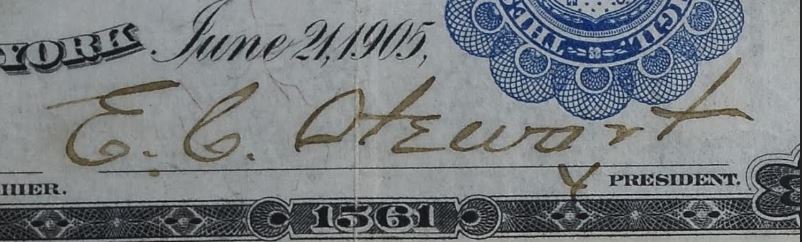 YORK June 21, 1905,
E. C. Stewart
HIER. V PRESIDENT.
1561